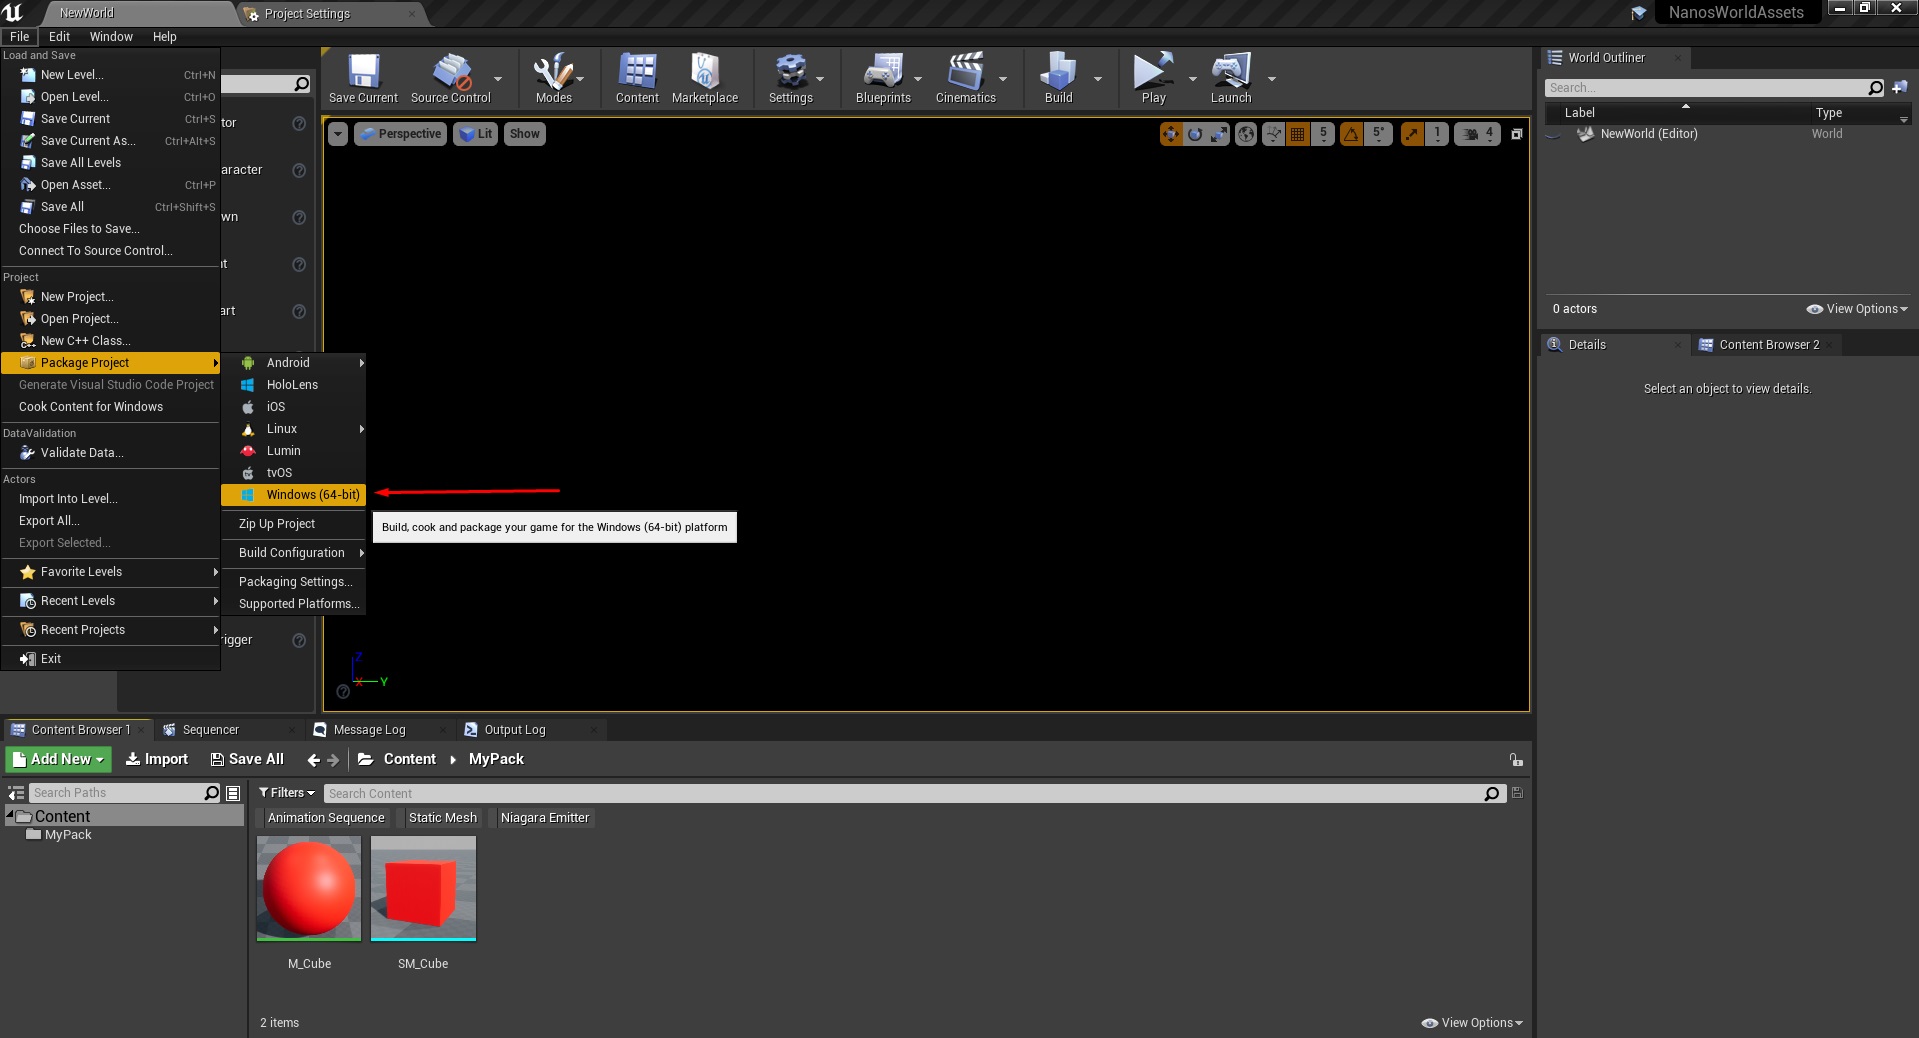 NewWorld
Project Settings
NanosWorldAssets
File Edit Window Help
Load and Save
New Level... Ctrl+N
Open Level... Ctrl+O
Save Current Ctrl+S
Save Current As... Ctrl+Alt+S
Save All Levels
Open Asset... Ctrl+P
Save All Ctrl+Shift+S
Choose Files to Save...
Connect To Source Control...
Project
New Project...
Open Project...
New C++ Class...
Package Project
Generate Visual Studio Code Project
Cook Content for Windows
DataValidation
Validate Data...
Actors
Import Into Level...
Export All...
Export Selected...
Favorite Levels
Recent Levels
Recent Projects
Exit
tor
aracter
wn
nt
art
rigger
Android
HoloLens
iOS
Linux
Lumin
tvOS
Windows (64-bit)
Zip Up Project
Build Configuration
Packaging Settings...
Supported Platforms...
Build, cook and package your game for the Windows (64-bit) platform
Save Current Source Control Modes Content Marketplace Settings Blueprints Cinematics Build Play Launch
Perspective Lit Show
5 5° 1 4
Z
X Y
World Outliner
Search...
Label Type
NewWorld (Editor) World
0 actors View Options
Details Content Browser 2
Select an object to view details.
Content Browser 1 Sequencer Message Log Output Log
Add New Import Save All Content MyPack
Search Paths
Content
MyPack
Filters Search Content
Animation Sequence Static Mesh Niagara Emitter
M_Cube SM_Cube
2 items View Options